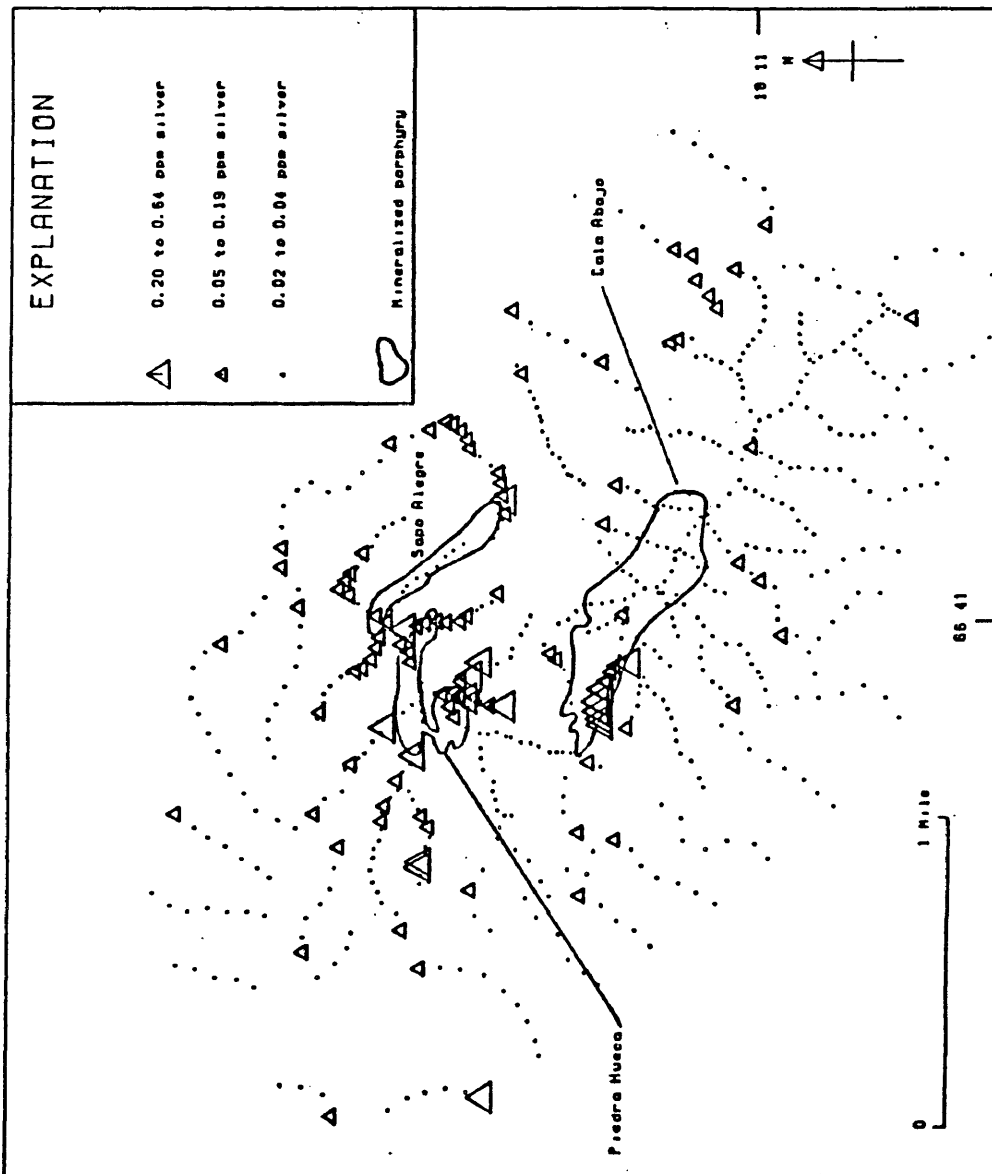 EXPLANATION
0.20 to 0.64 ppm silver
0.05 to 0.19 ppm silver
0.02 to 0.04 ppm silver
Mineralized porphyry
Sapo Alegre
Cala Abajo
Piedra Hueca
18 11
N
66 41
0
1 Mile